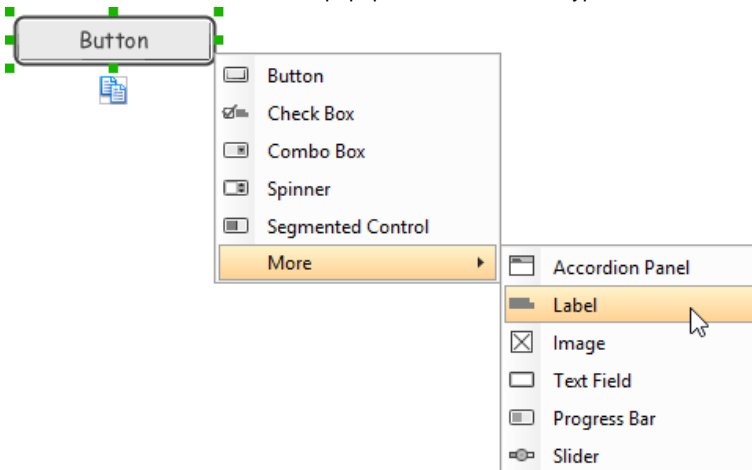 Button
Button
Check Box
Combo Box
Spinner
Segmented Control
More
Accordion Panel
Label
Image
Text Field
Progress Bar
Slider